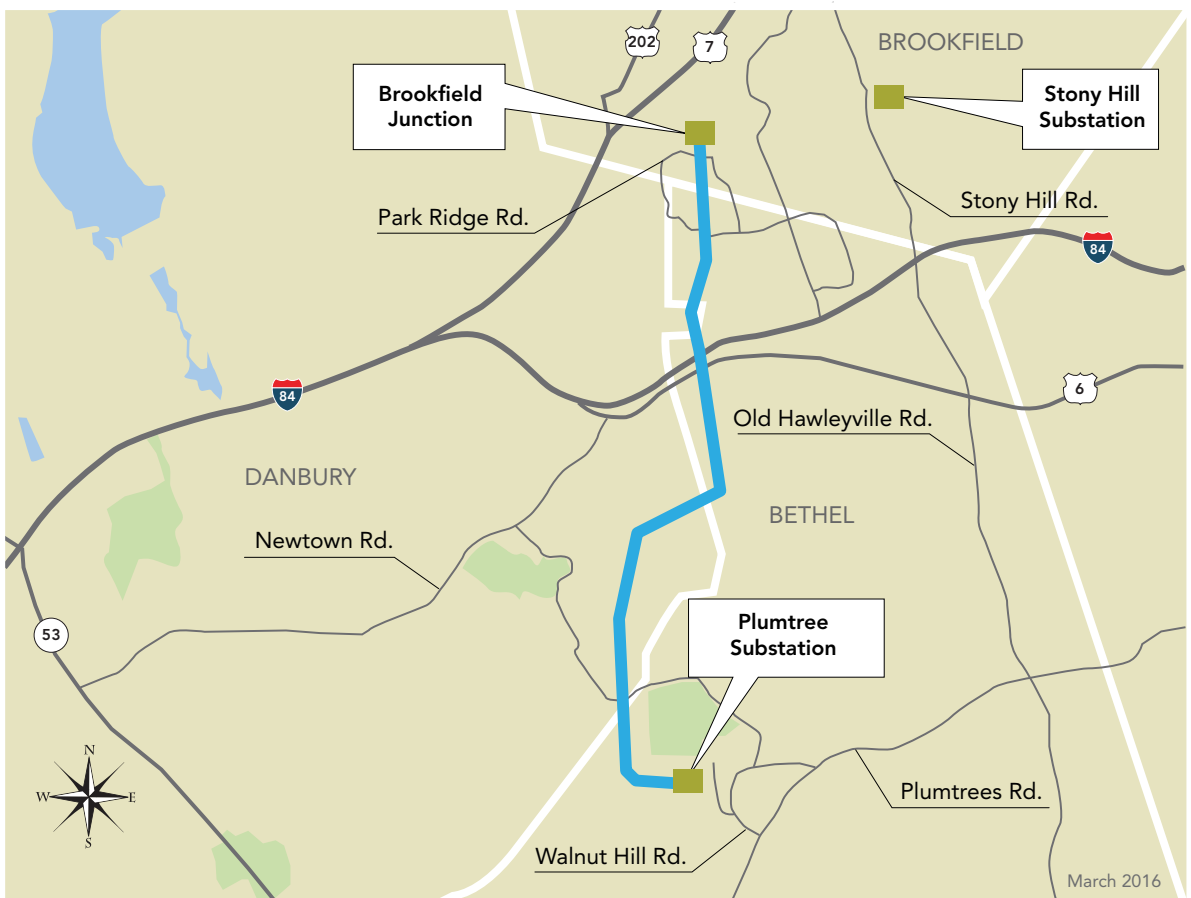 202
7
BROOKFIELD
Brookfield
Junction
Stony Hill
Substation
Park Ridge Rd.
Stony Hill Rd.
84
84
6
Old Hawleyville Rd.
DANBURY
BETHEL
Newtown Rd.
53
Plumtree
Substation
N
W
E
S
Plumtrees Rd.
Walnut Hill Rd.
March 2016